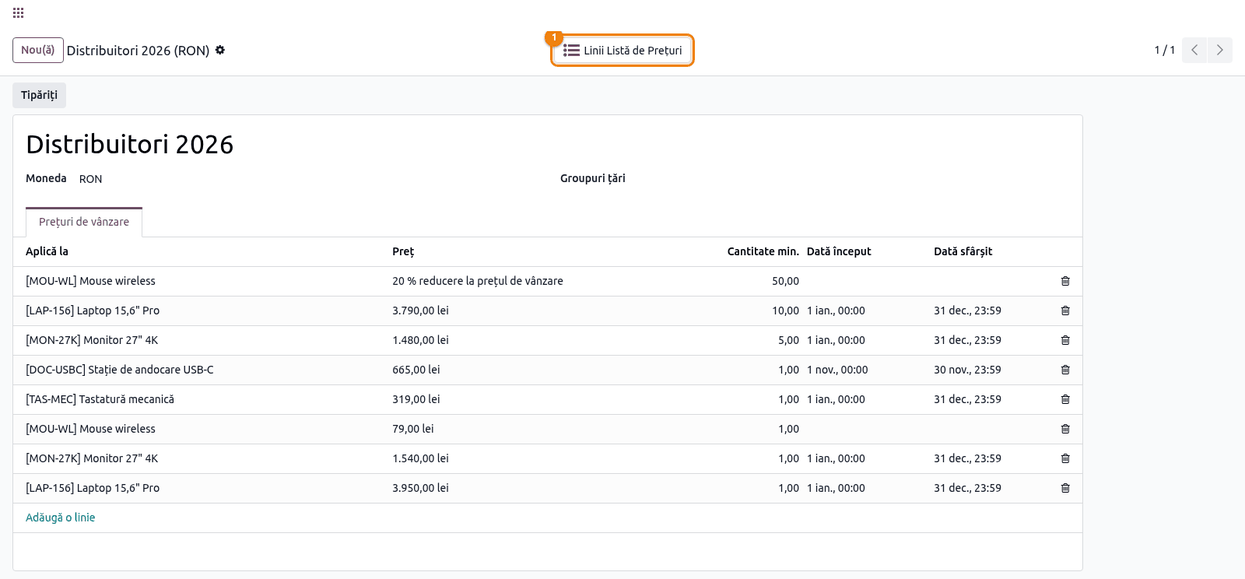 Nou(ă) Distribuitori 2026 (RON) 1 Linii Listă de Prețuri 1 / 1
Tipăriți
Distribuitori 2026
Moneda RON Groupuri țări
Prețuri de vânzare
Aplică la Preț Cantitate min. Dată început Dată sfârșit
[MOU-WL] Mouse wireless 20 % reducere la prețul de vânzare 50,00
[LAP-156] Laptop 15,6" Pro 3.790,00 lei 10,00 1 ian., 00:00 31 dec., 23:59
[MON-27K] Monitor 27" 4K 1.480,00 lei 5,00 1 ian., 00:00 31 dec., 23:59
[DOC-USBC] Stație de andocare USB-C 665,00 lei 1,00 1 nov., 00:00 30 nov., 23:59
[TAS-MEC] Tastatură mecanică 319,00 lei 1,00 1 ian., 00:00 31 dec., 23:59
[MOU-WL] Mouse wireless 79,00 lei 1,00
[MON-27K] Monitor 27" 4K 1.540,00 lei 1,00 1 ian., 00:00 31 dec., 23:59
[LAP-156] Laptop 15,6" Pro 3.950,00 lei 1,00 1 ian., 00:00 31 dec., 23:59
Adăugă o linie